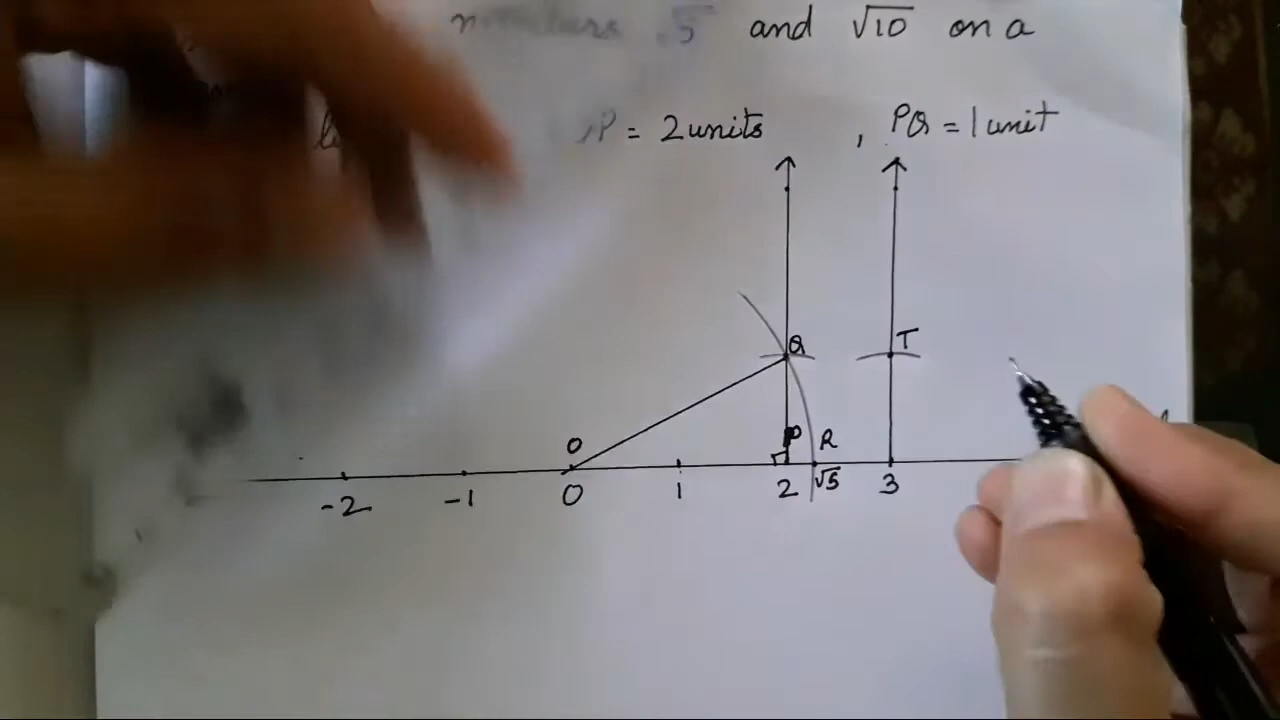 and √10 on a
P = 2 units , PQ = 1 unit
Q T
O P R
-2 -1 0 1 2 √5 3